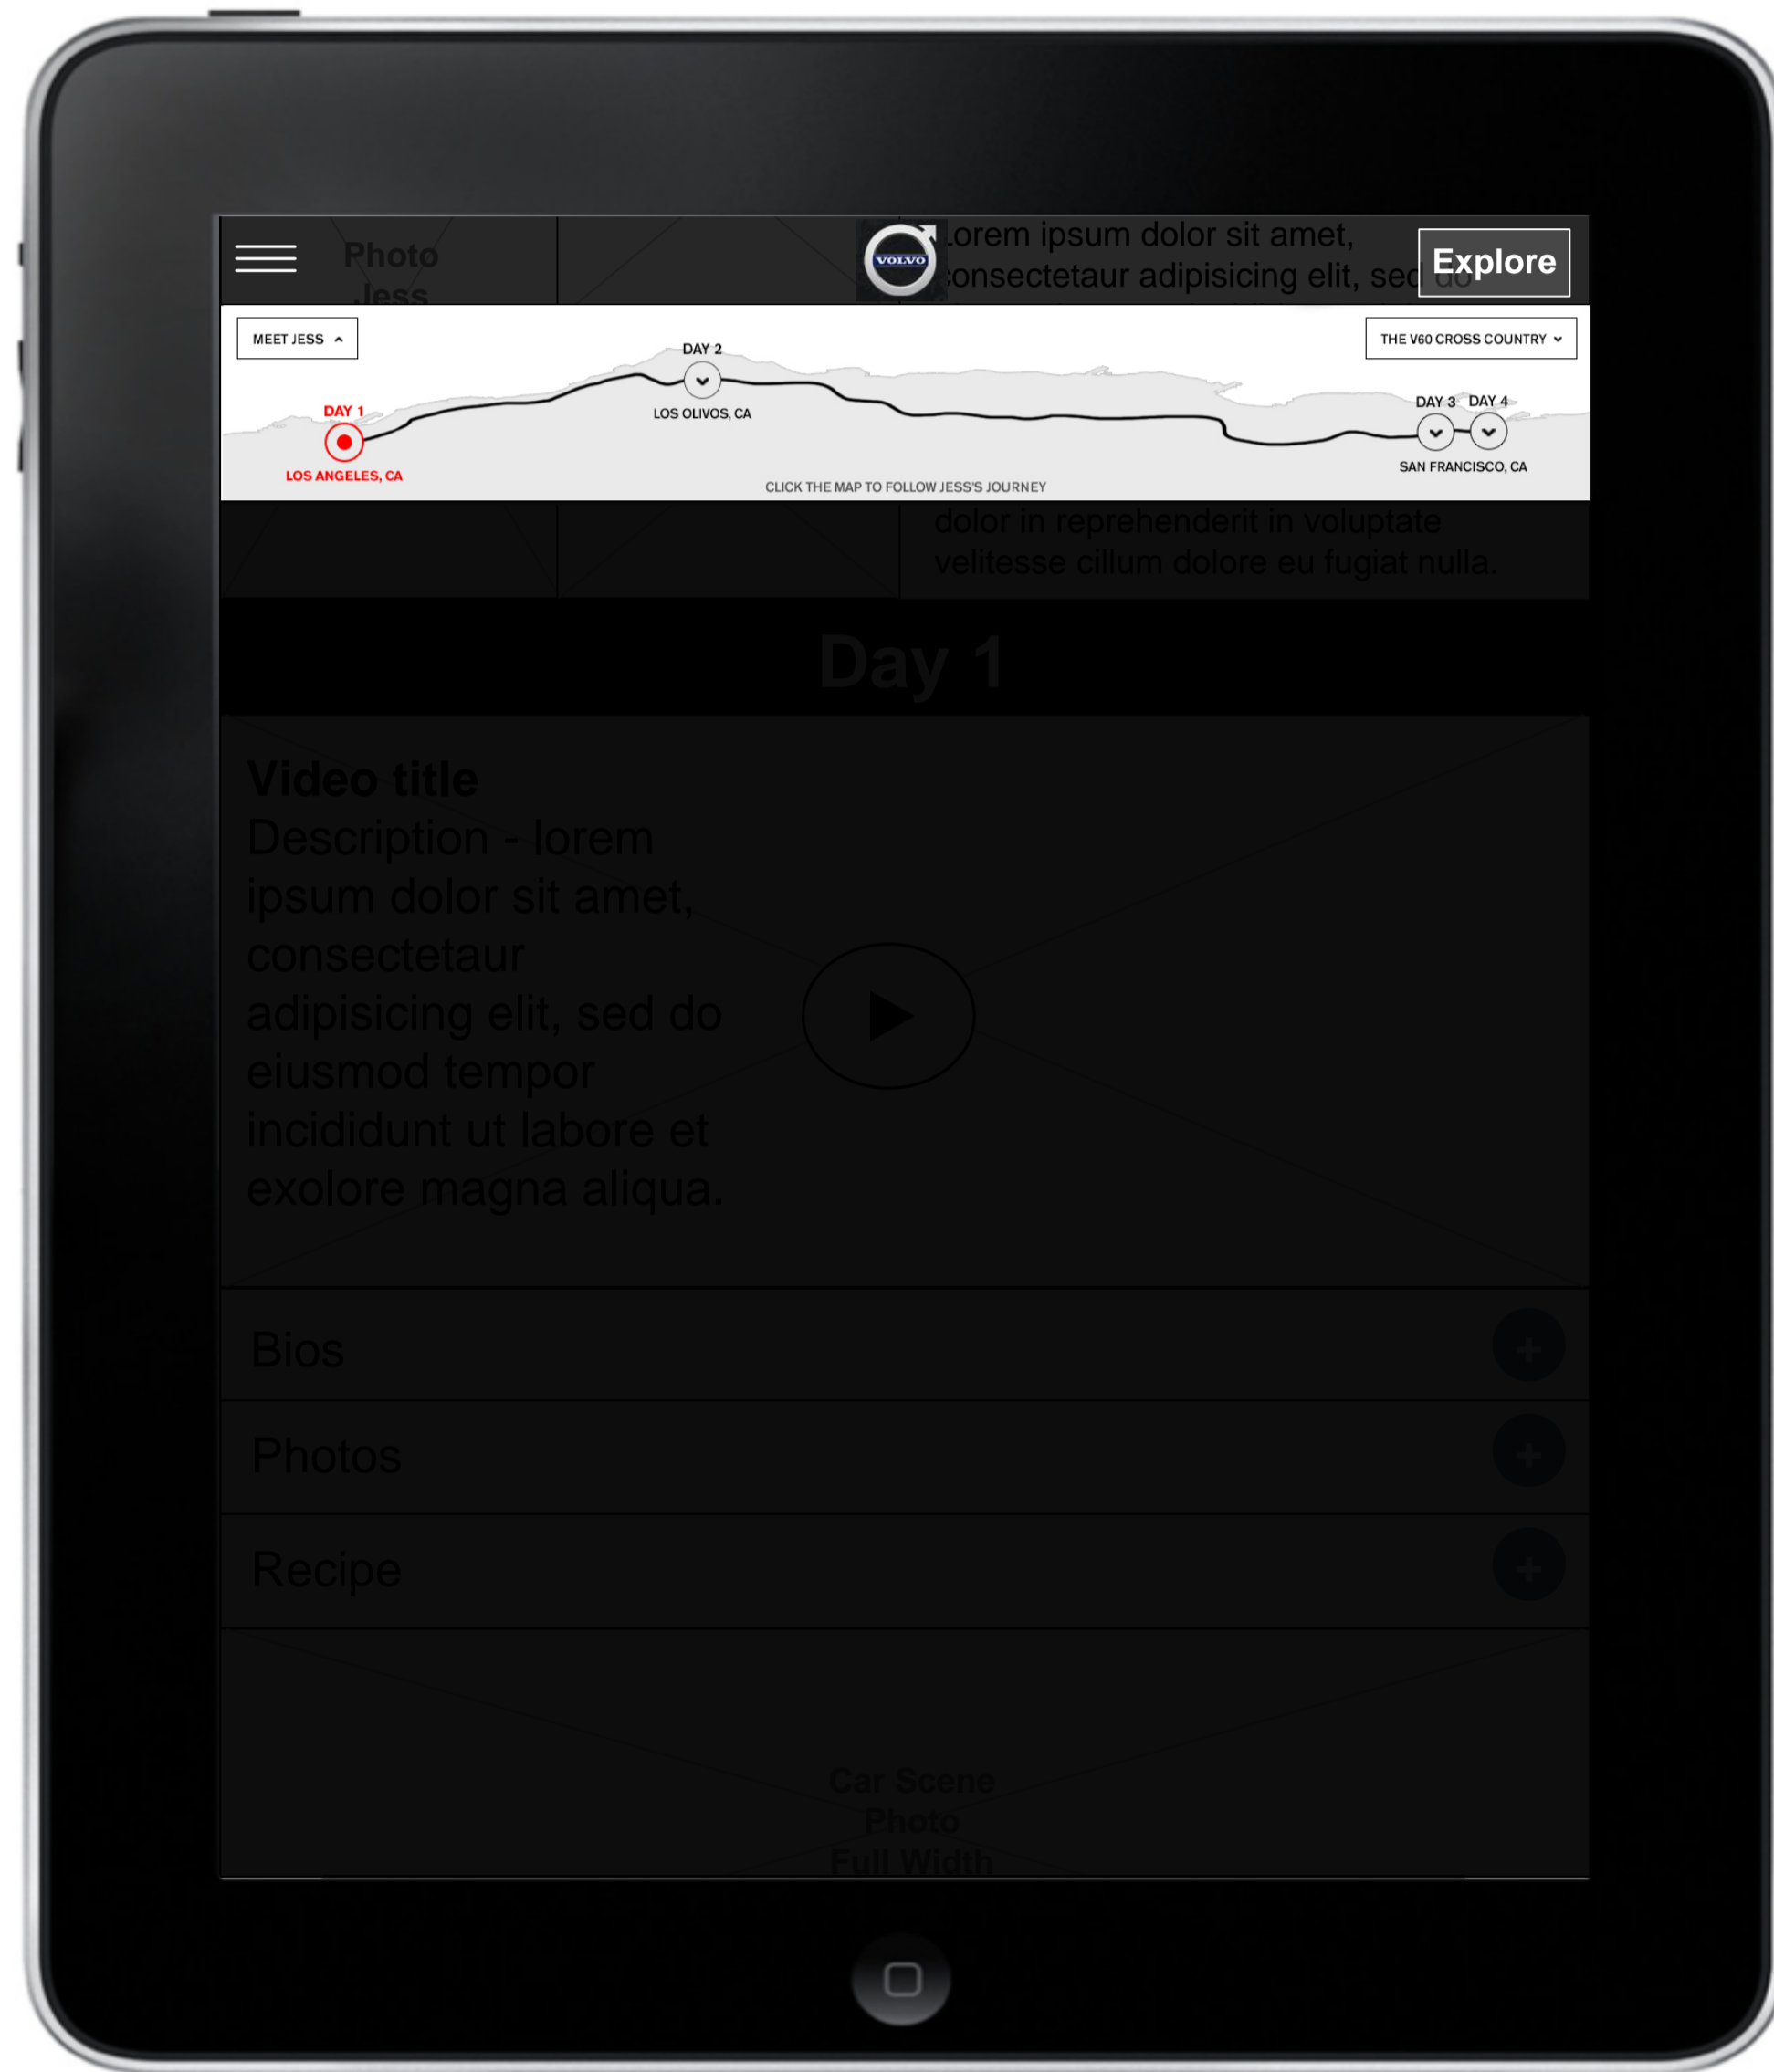 Photo
Jess
VOLVO
orem ipsum dolor sit amet,
onsectetaur adipisicing elit, sed do
Explore
MEET JESS
THE V60 CROSS COUNTRY
DAY 1
LOS ANGELES, CA
DAY 2
LOS OLIVOS, CA
DAY 3 DAY 4
SAN FRANCISCO, CA
CLICK THE MAP TO FOLLOW JESS'S JOURNEY
dolor in reprehenderit in voluptate
velitesse cillum dolore eu fugiat nulla.
Day 1
Video title
Description - lorem
ipsum dolor sit amet,
consectetaur
adipisicing elit, sed do
eiusmod tempor
incididunt ut labore et
exolore magna aliqua.
Bios
+
Photos
+
Recipe
+
Car Scene
Photo
Full Width